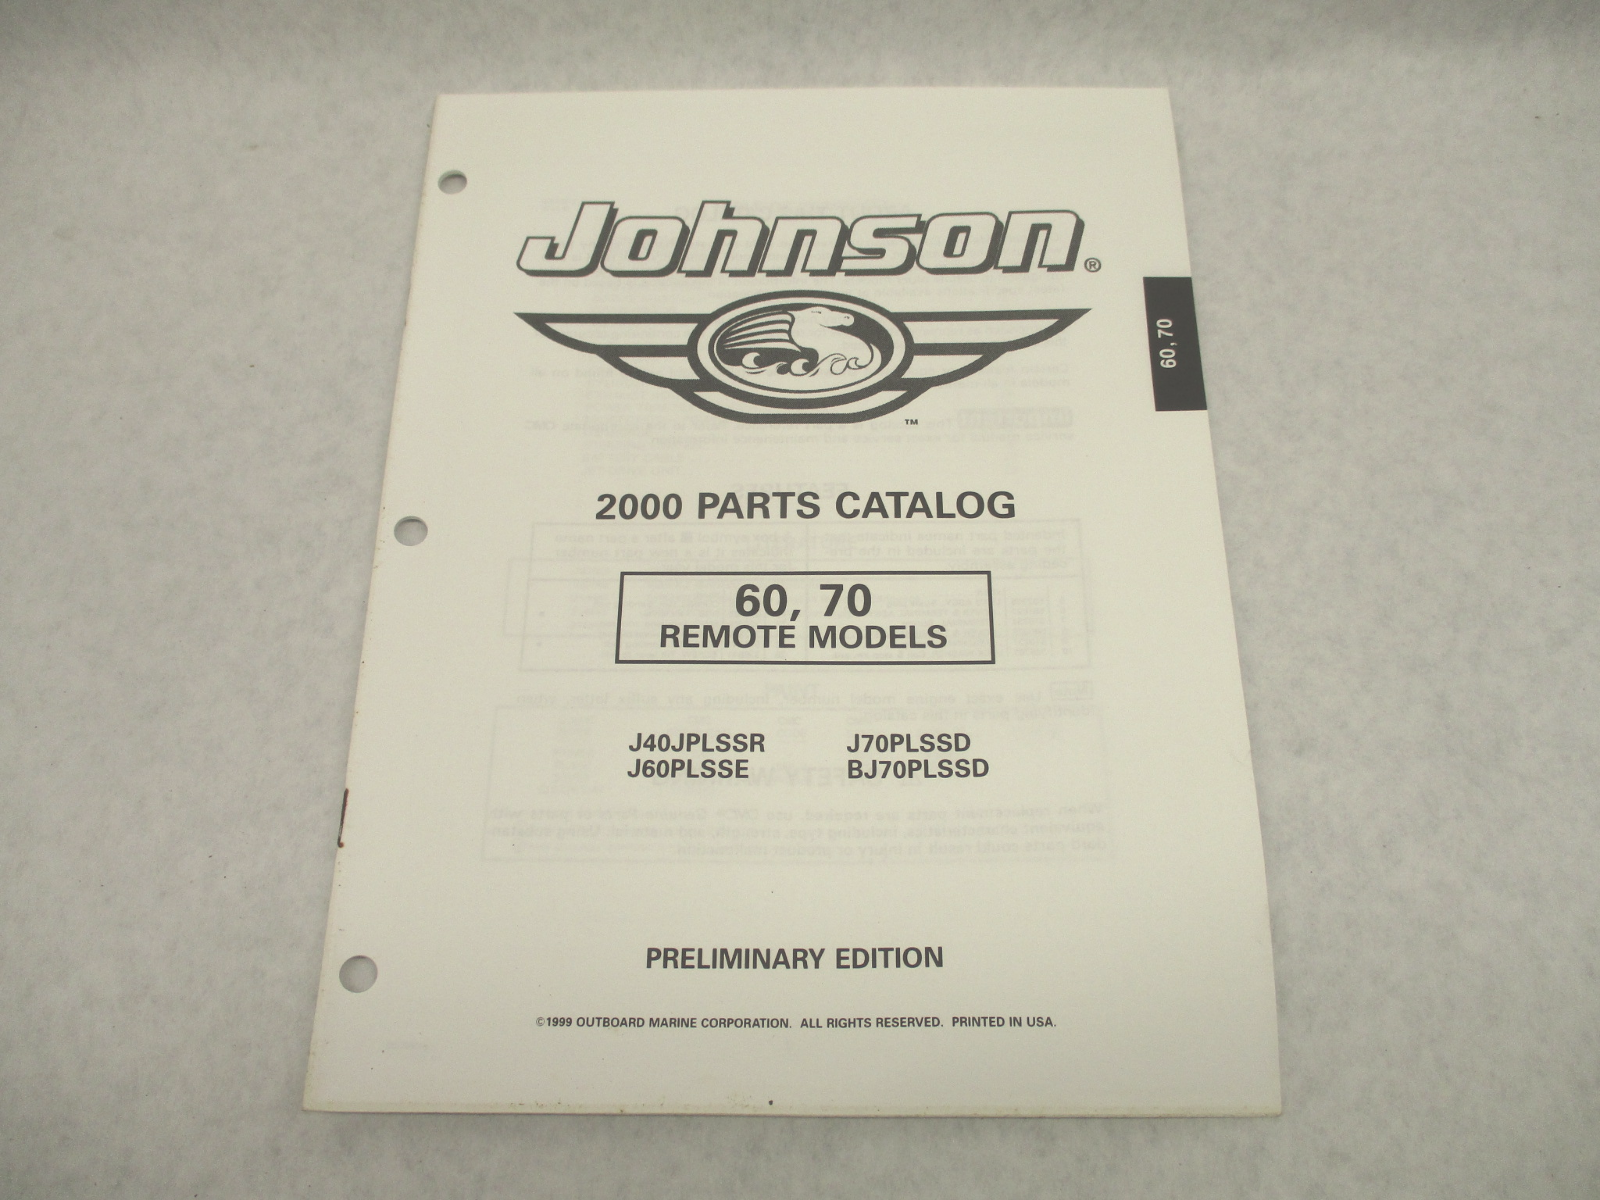 Johnson®
™
60, 70
2000 PARTS CATALOG
60, 70
REMOTE MODELS
J40JPLSSR J70PLSSD
J60PLSSE BJ70PLSSD
PRELIMINARY EDITION
©1999 OUTBOARD MARINE CORPORATION. ALL RIGHTS RESERVED. PRINTED IN USA.